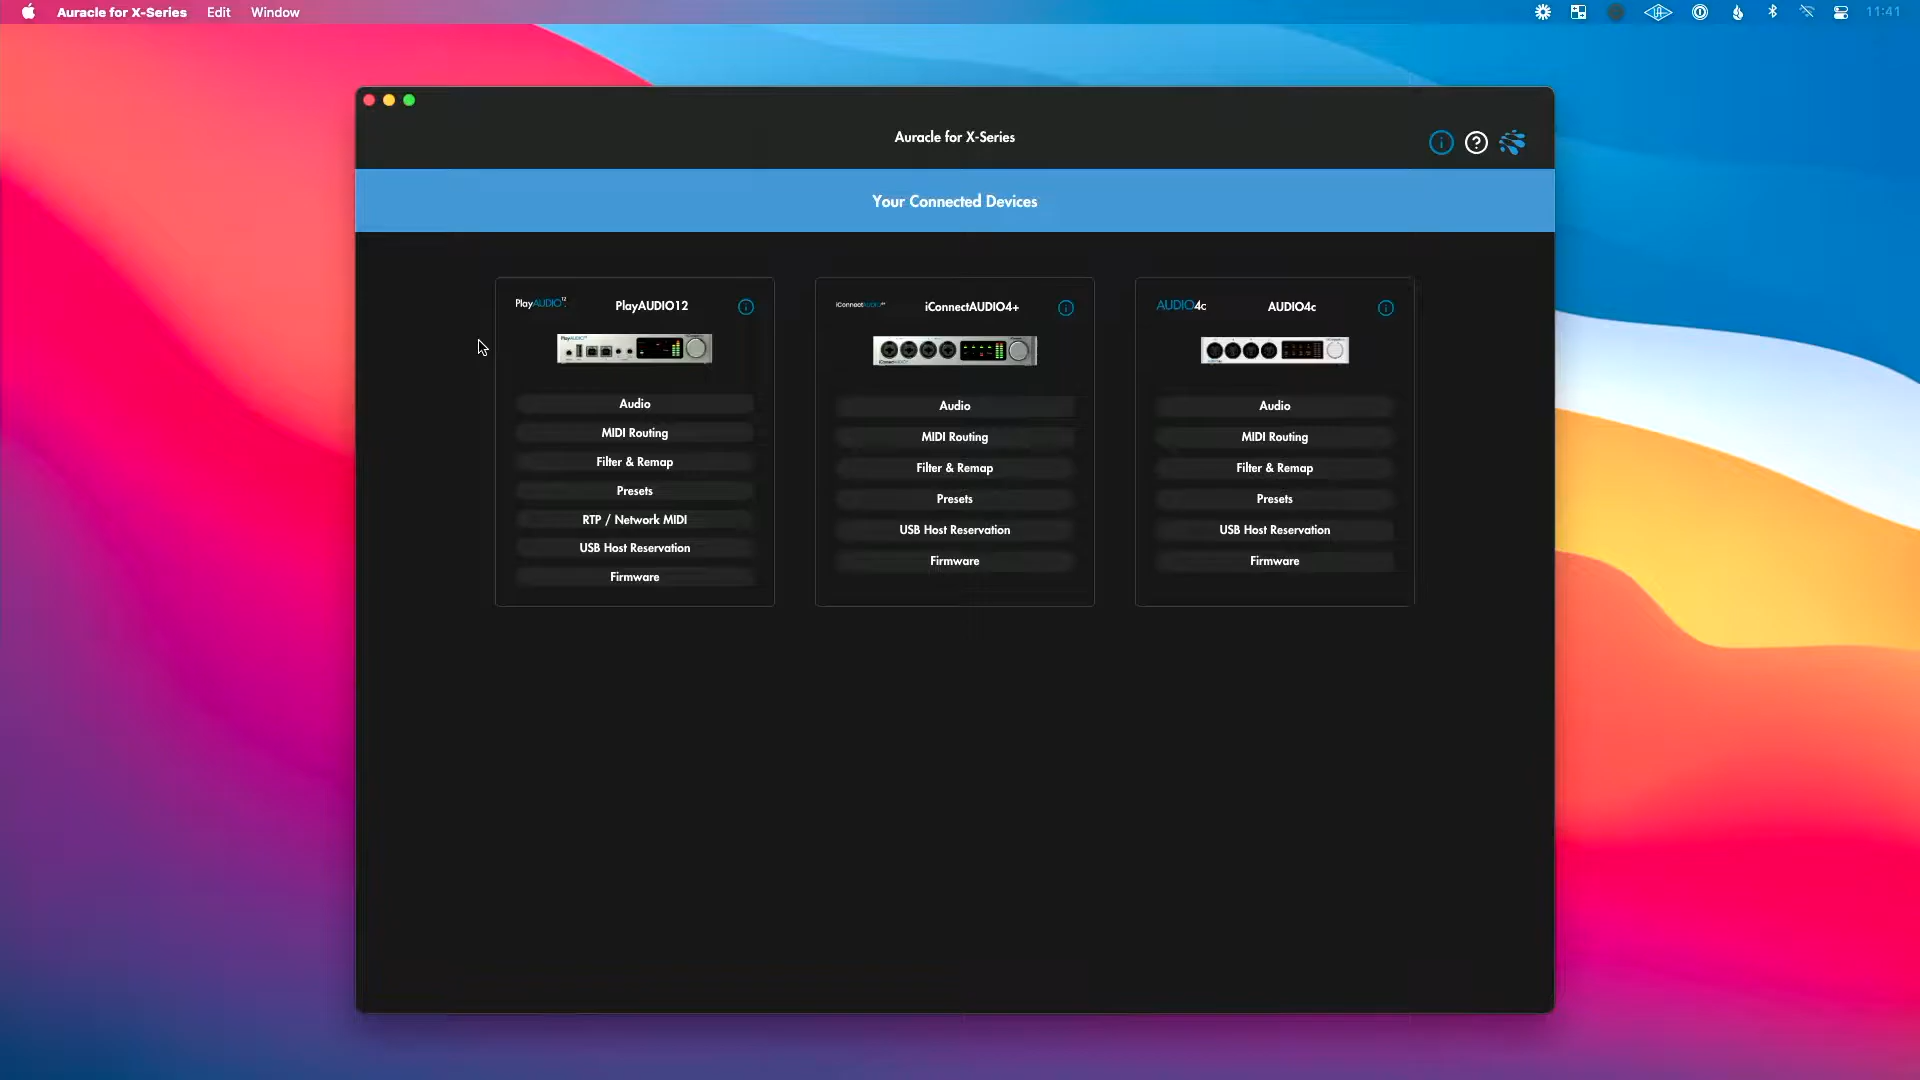 Auracle for X-Series Edit Window 11:41
Auracle for X-Series
Your Connected Devices
PlayAUDIO12 PlayAUDIO12
Audio
MIDI Routing
Filter & Remap
Presets
RTP / Network MIDI
USB Host Reservation
Firmware
iConnectAUDIO4+ iConnectAUDIO4+
Audio
MIDI Routing
Filter & Remap
Presets
USB Host Reservation
Firmware
AUDIO4c AUDIO4c
Audio
MIDI Routing
Filter & Remap
Presets
USB Host Reservation
Firmware